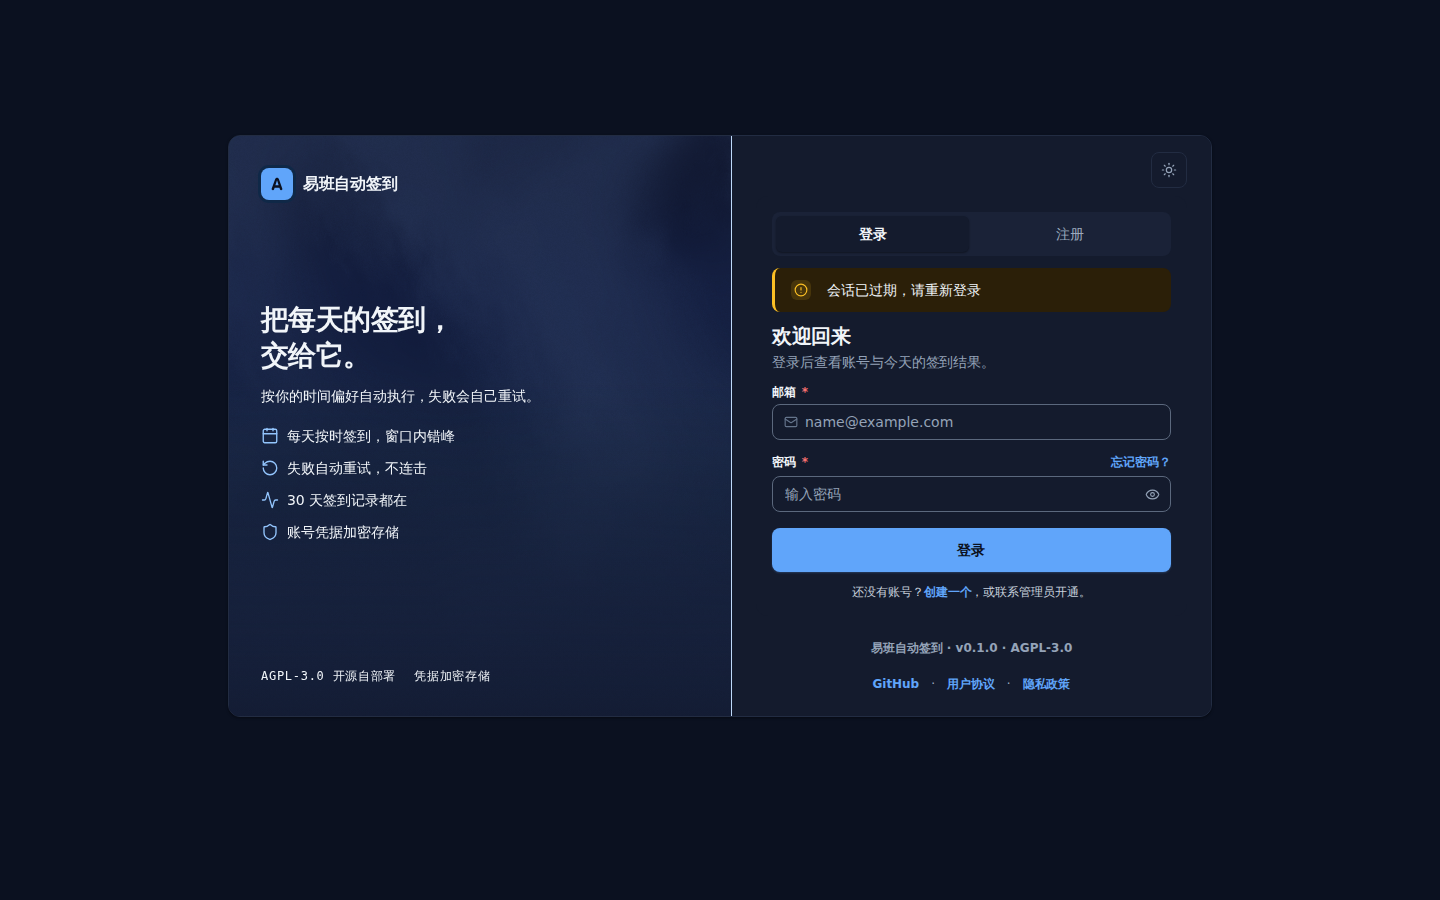 易班自动签到
把每天的签到，
交给它。
按你的时间偏好自动执行，失败会自己重试。
每天按时签到，窗口内错峰
失败自动重试，不连击
30 天签到记录都在
账号凭据加密存储
AGPL-3.0 开源自部署 凭据加密存储
登录 注册
会话已过期，请重新登录
欢迎回来
登录后查看账号与今天的签到结果。
邮箱 *
name@example.com
密码 * 忘记密码？
输入密码
登录
还没有账号？创建一个，或联系管理员开通。
易班自动签到 · v0.1.0 · AGPL-3.0
GitHub · 用户协议 · 隐私政策